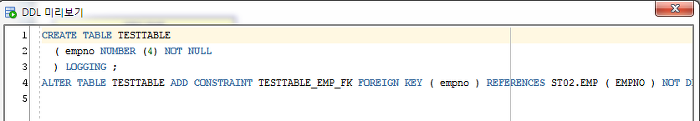 DDL 미리보기
1 CREATE TABLE TESTTABLE
2 ( empno NUMBER (4) NOT NULL
3 ) LOGGING ;
4 ALTER TABLE TESTTABLE ADD CONSTRAINT TESTTABLE_EMP_FK FOREIGN KEY ( empno ) REFERENCES ST02.EMP ( EMPNO ) NOT D
5